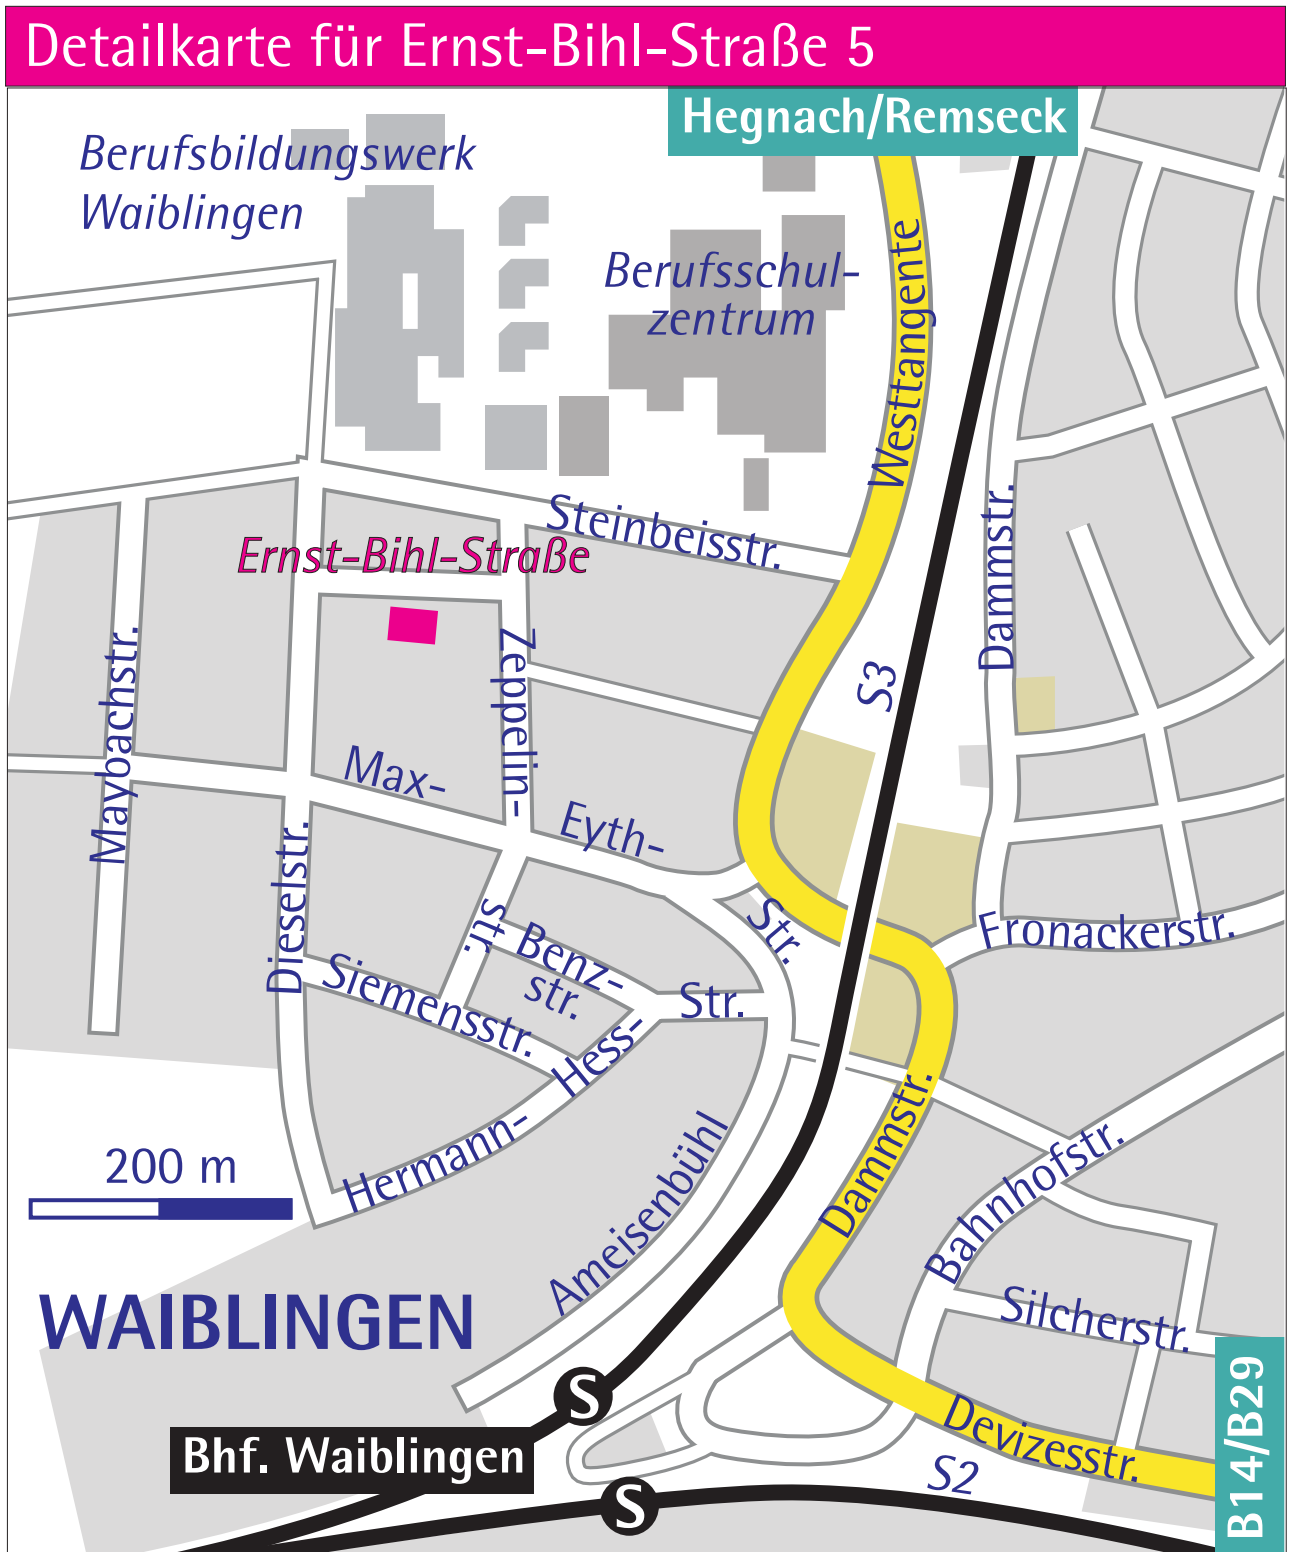 Detailkarte für Ernst-Bihl-Straße 5
Hegnach/Remseck
Berufsbildungswerk
Waiblingen
Berufsschul-
zentrum
Westtangente
Steinbeisstr.
Ernst-Bihl-Straße
Dammstr.
Maybachstr.
Zeppelin-
S3
Max-
Eyth-
Dieselstr.
str.
Str.
Fronackerstr.
Benz-
str.
Siemensstr.
Str.
Hess-
Hermann-
Dammstr.
Ameisenbühl
Bahnhofstr.
200 m
WAIBLINGEN
Silcherstr.
S
Bhf. Waiblingen
Devizesstr.
S2
S
B14/B29